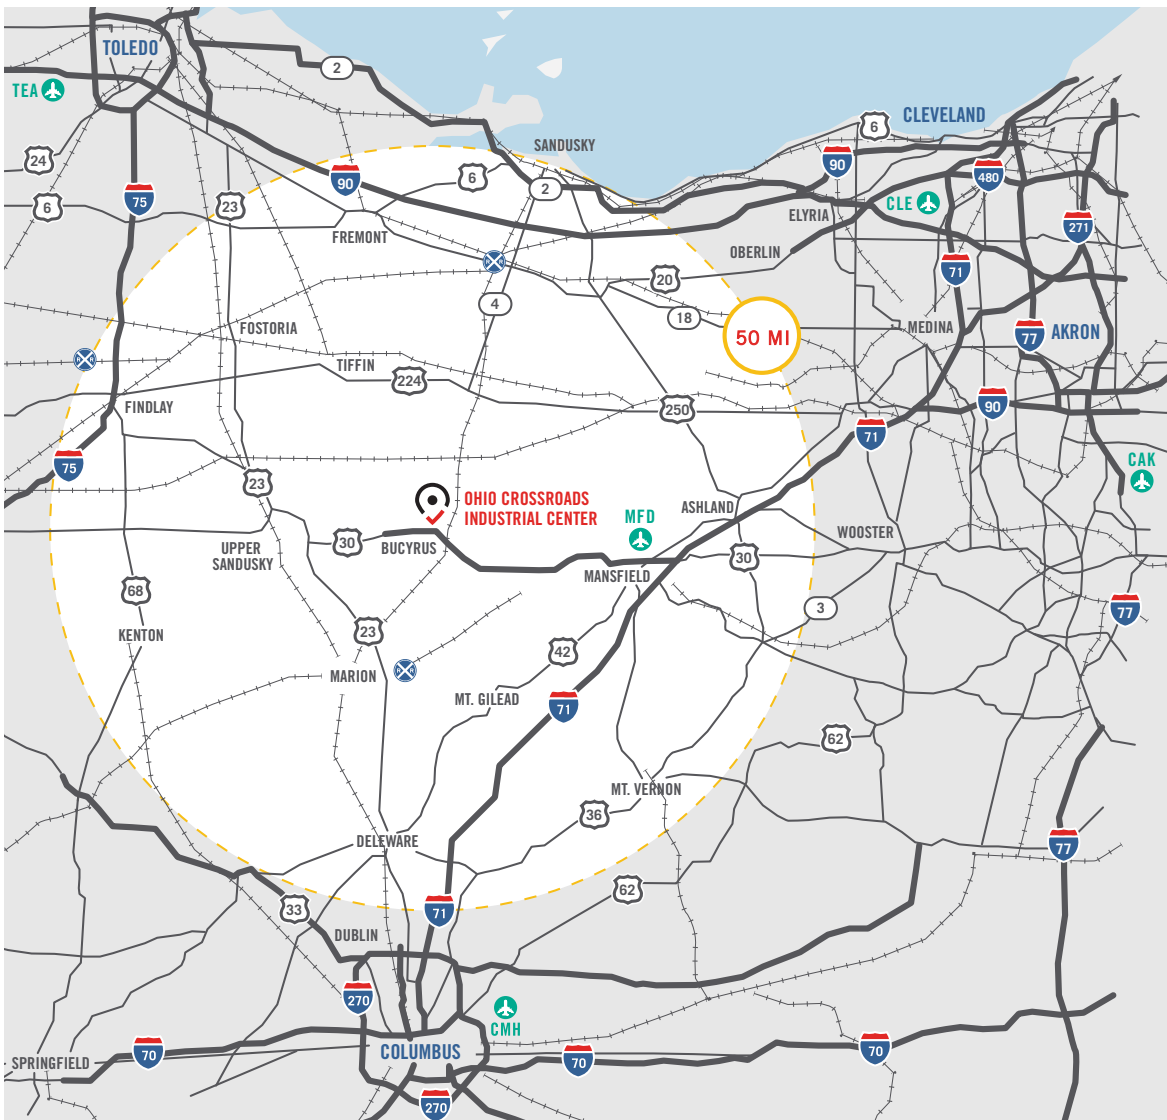 TOLEDO
2
TEA
CLEVELAND
6
SANDUSKY
24
90
6
90
480
2
75
23
6
CLE
ELYRIA
271
FREMONT
OBERLIN
R R
71
20
4
18
50 MI
FOSTORIA
MEDINA
77
AKRON
R R
TIFFIN
224
FINDLAY
250
90
71
75
CAK
23
OHIO CROSSROADS
INDUSTRIAL CENTER
MFD
ASHLAND
30
BUCYRUS
WOOSTER
UPPER
SANDUSKY
30
MANSFIELD
68
3
77
KENTON
23
42
MARION
R R
MT. GILEAD
71
62
MT. VERNON
36
DELEWARE
62
33
71
DUBLIN
270
CMH
70
COLUMBUS
70
70
SPRINGFIELD
77
270